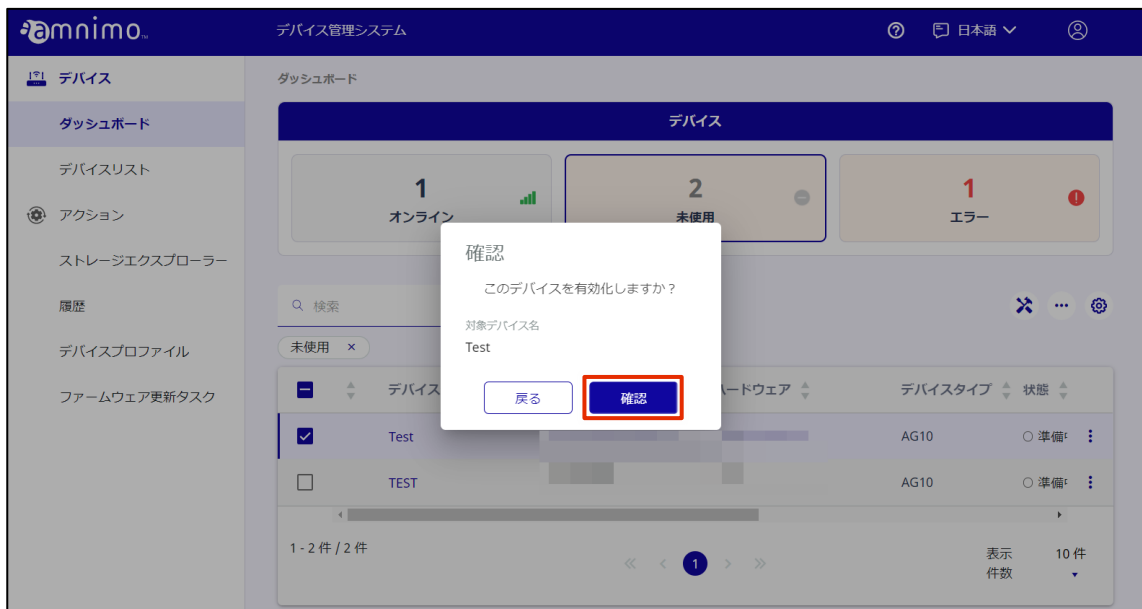 amnimo™
デバイス管理システム
日本語
デバイス
ダッシュボード
デバイスリスト
アクション
ストレージエクスプローラー
履歴
デバイスプロファイル
ファームウェア更新タスク
ダッシュボード
デバイス
1
オンライン
2
未使用
1
エラー
検索
未使用 ×
確認
このデバイスを有効化しますか？
対象デバイス名
Test
戻る
確認
デバイス ードウェア デバイスタイプ 状態
Test AG10 準備
TEST AG10 準備
1 - 2 件 / 2 件
1
表示
件数
10 件